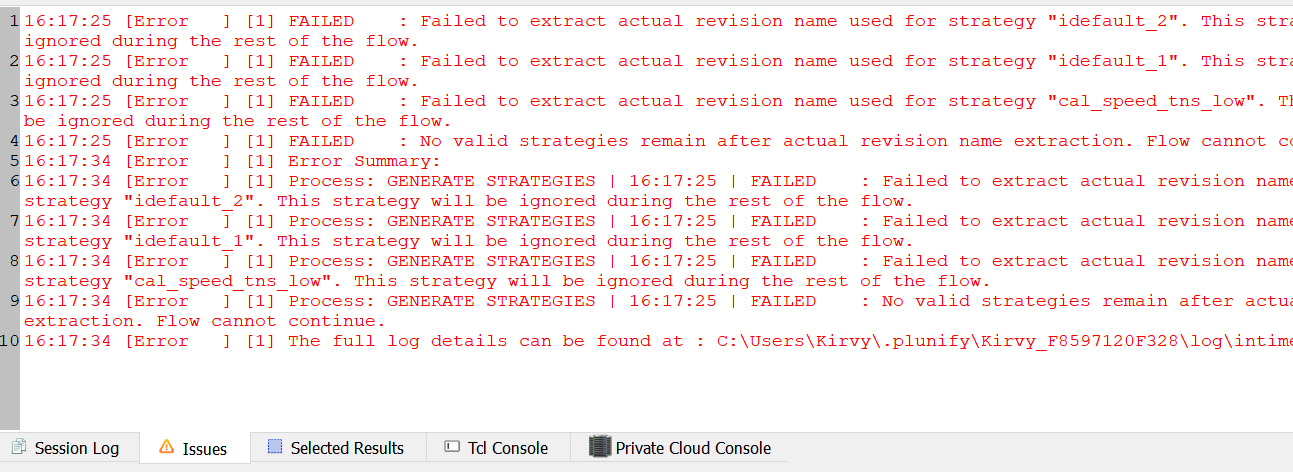 1 16:17:25 [Error   ] [1] FAILED    : Failed to extract actual revision name used for strategy "idefault_2". This stra
ignored during the rest of the flow.
2 16:17:25 [Error   ] [1] FAILED    : Failed to extract actual revision name used for strategy "idefault_1". This stra
ignored during the rest of the flow.
3 16:17:25 [Error   ] [1] FAILED    : Failed to extract actual revision name used for strategy "cal_speed_tns_low". Th
be ignored during the rest of the flow.
4 16:17:25 [Error   ] [1] FAILED    : No valid strategies remain after actual revision name extraction. Flow cannot co
5 16:17:34 [Error   ] [1] Error Summary:
6 16:17:34 [Error   ] [1] Process: GENERATE STRATEGIES | 16:17:25 | FAILED    : Failed to extract actual revision name
strategy "idefault_2". This strategy will be ignored during the rest of the flow.
7 16:17:34 [Error   ] [1] Process: GENERATE STRATEGIES | 16:17:25 | FAILED    : Failed to extract actual revision name
strategy "idefault_1". This strategy will be ignored during the rest of the flow.
8 16:17:34 [Error   ] [1] Process: GENERATE STRATEGIES | 16:17:25 | FAILED    : Failed to extract actual revision name
strategy "cal_speed_tns_low". This strategy will be ignored during the rest of the flow.
9 16:17:34 [Error   ] [1] Process: GENERATE STRATEGIES | 16:17:25 | FAILED    : No valid strategies remain after actua
extraction. Flow cannot continue.
10 16:17:34 [Error   ] [1] The full log details can be found at : C:\Users\Kirvy\.plunify\Kirvy_F8597120F328\log\intime
Session Log Issues Selected Results Tcl Console Private Cloud Console